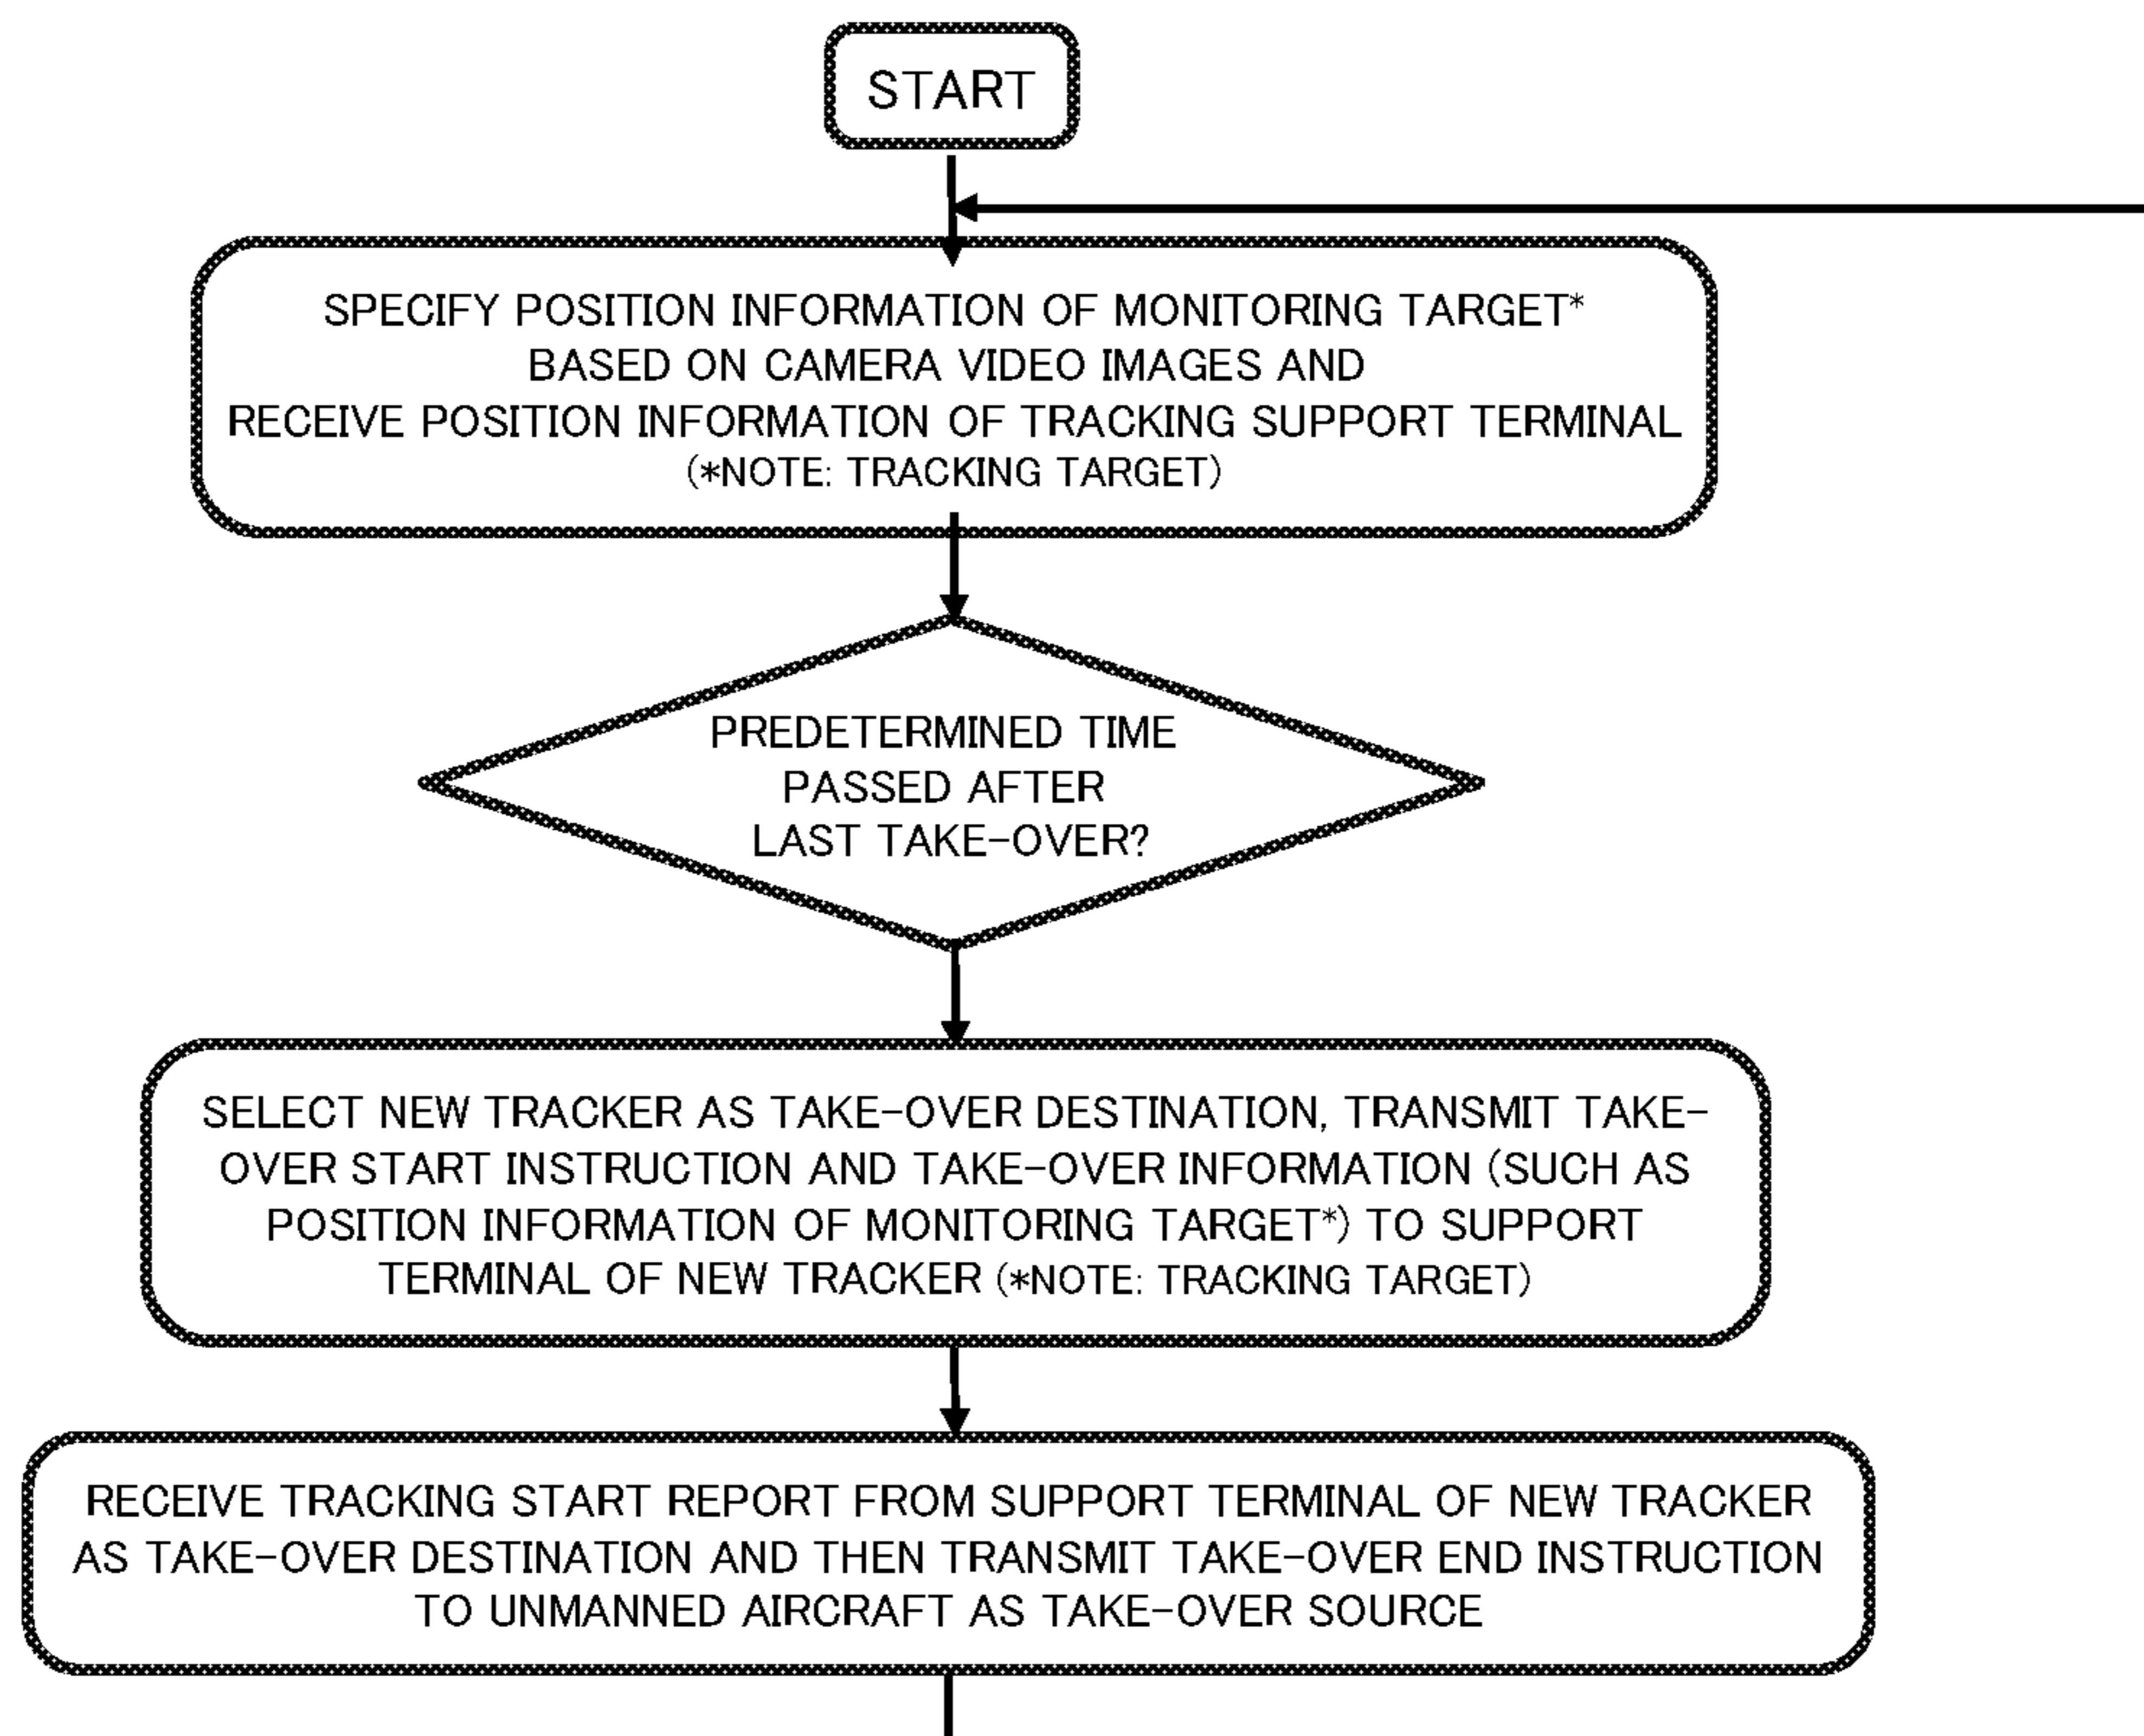 START
SPECIFY POSITION INFORMATION OF MONITORING TARGET*
BASED ON CAMERA VIDEO IMAGES AND
RECEIVE POSITION INFORMATION OF TRACKING SUPPORT TERMINAL
(*NOTE: TRACKING TARGET)
PREDETERMINED TIME
PASSED AFTER
LAST TAKE-OVER?
SELECT NEW TRACKER AS TAKE-OVER DESTINATION, TRANSMIT TAKE-
OVER START INSTRUCTION AND TAKE-OVER INFORMATION (SUCH AS
POSITION INFORMATION OF MONITORING TARGET*) TO SUPPORT
TERMINAL OF NEW TRACKER (*NOTE: TRACKING TARGET)
RECEIVE TRACKING START REPORT FROM SUPPORT TERMINAL OF NEW TRACKER
AS TAKE-OVER DESTINATION AND THEN TRANSMIT TAKE-OVER END INSTRUCTION
TO UNMANNED AIRCRAFT AS TAKE-OVER SOURCE